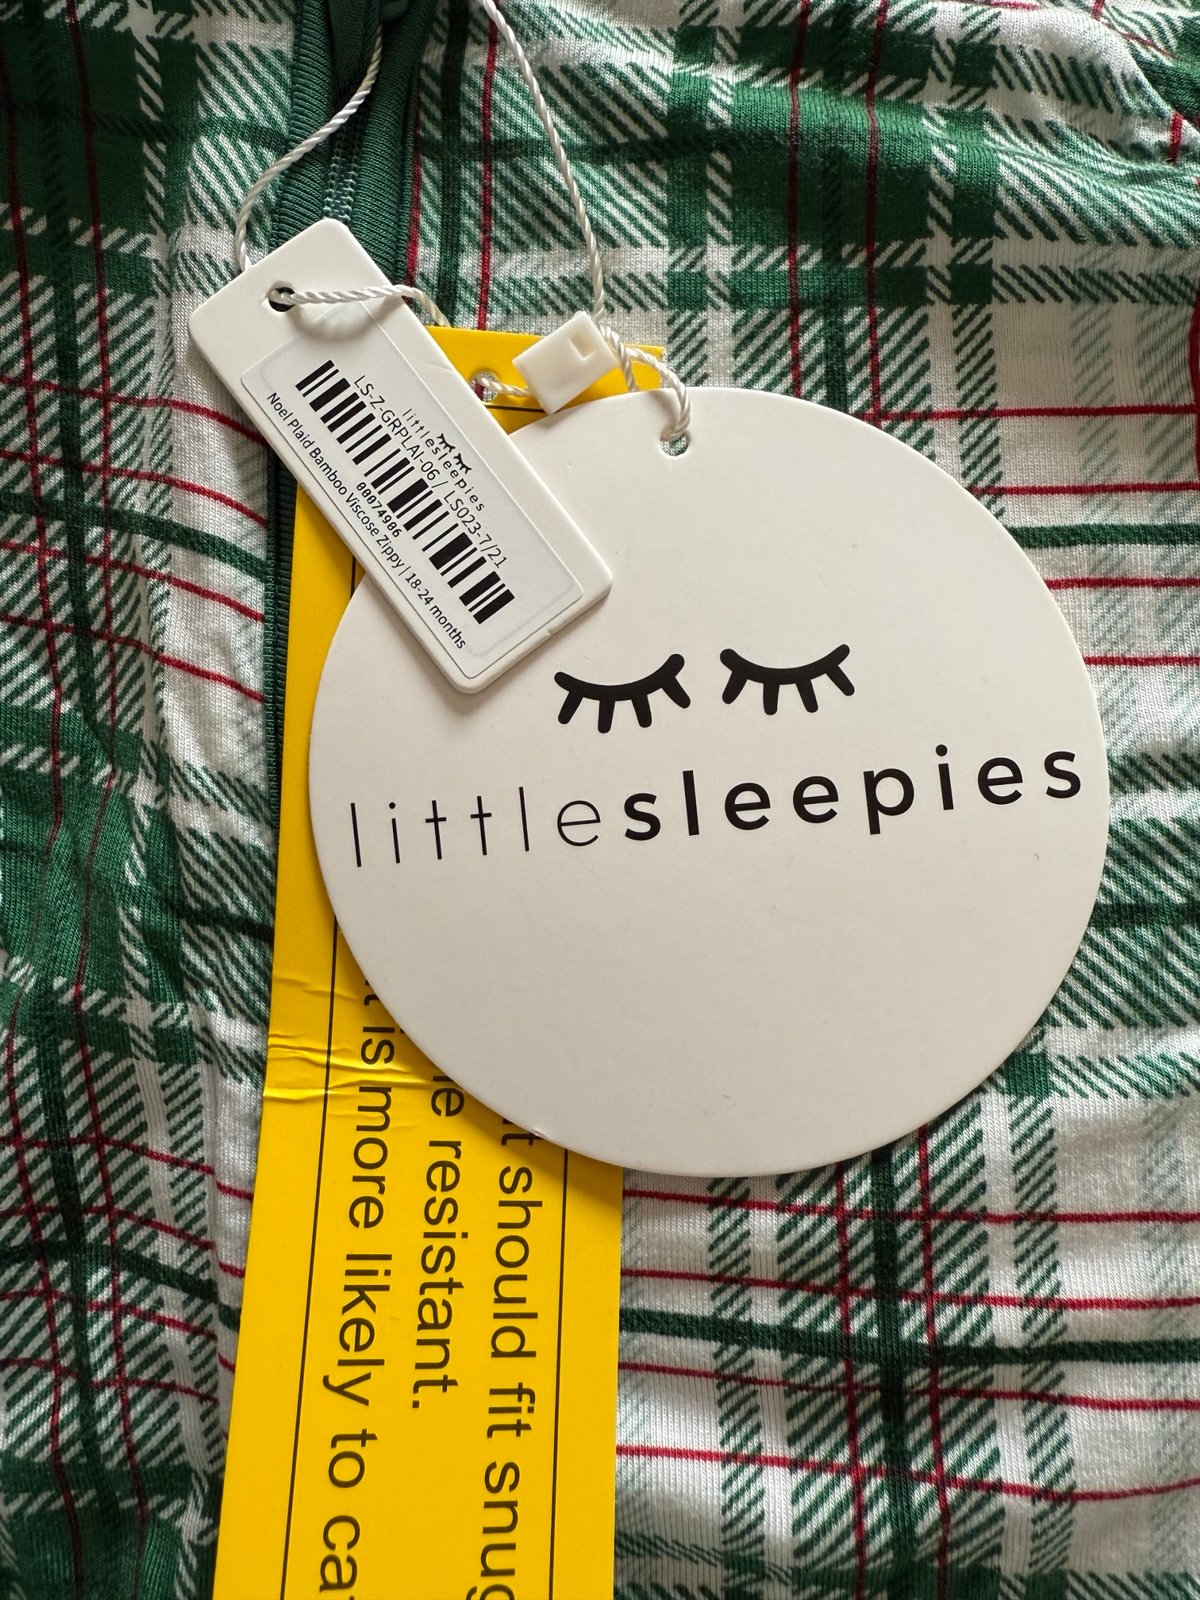 littlesleepies
LS-Z-GRPLAI-06 / LS023-7/21
00074906
Noel Plaid Bamboo Viscose Zippy | 18-24 months
littlesleepies
should fit snug
resistant.
is more likely to